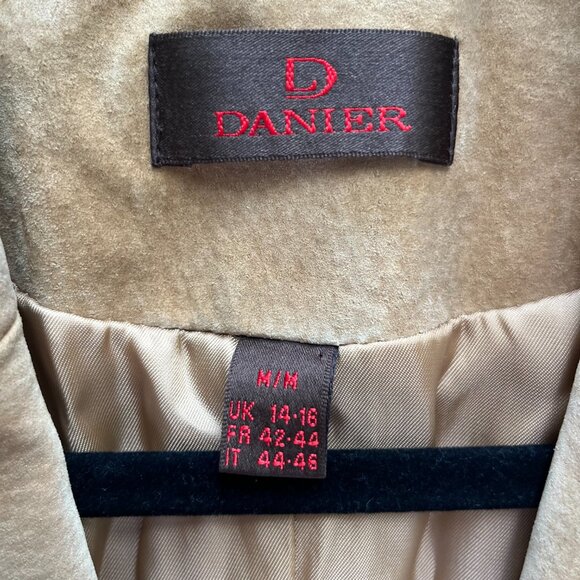 D
DANIER
M/M
UK 14-16
FR 42-44
IT 44-46